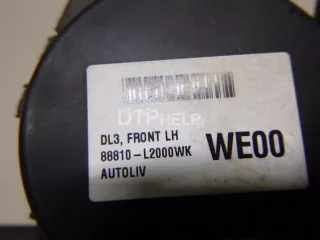 DTPHELP.
DL3, FRONT LH
88810-L2000WK
WE00
AUTOLIV